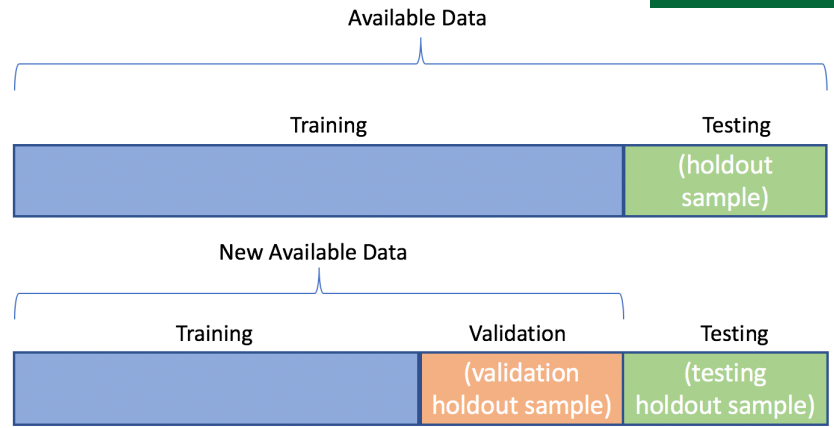 Available Data
Training
Testing
(holdout
sample)
New Available Data
Training
Validation
Testing
(validation
holdout sample)
(testing
holdout sample)